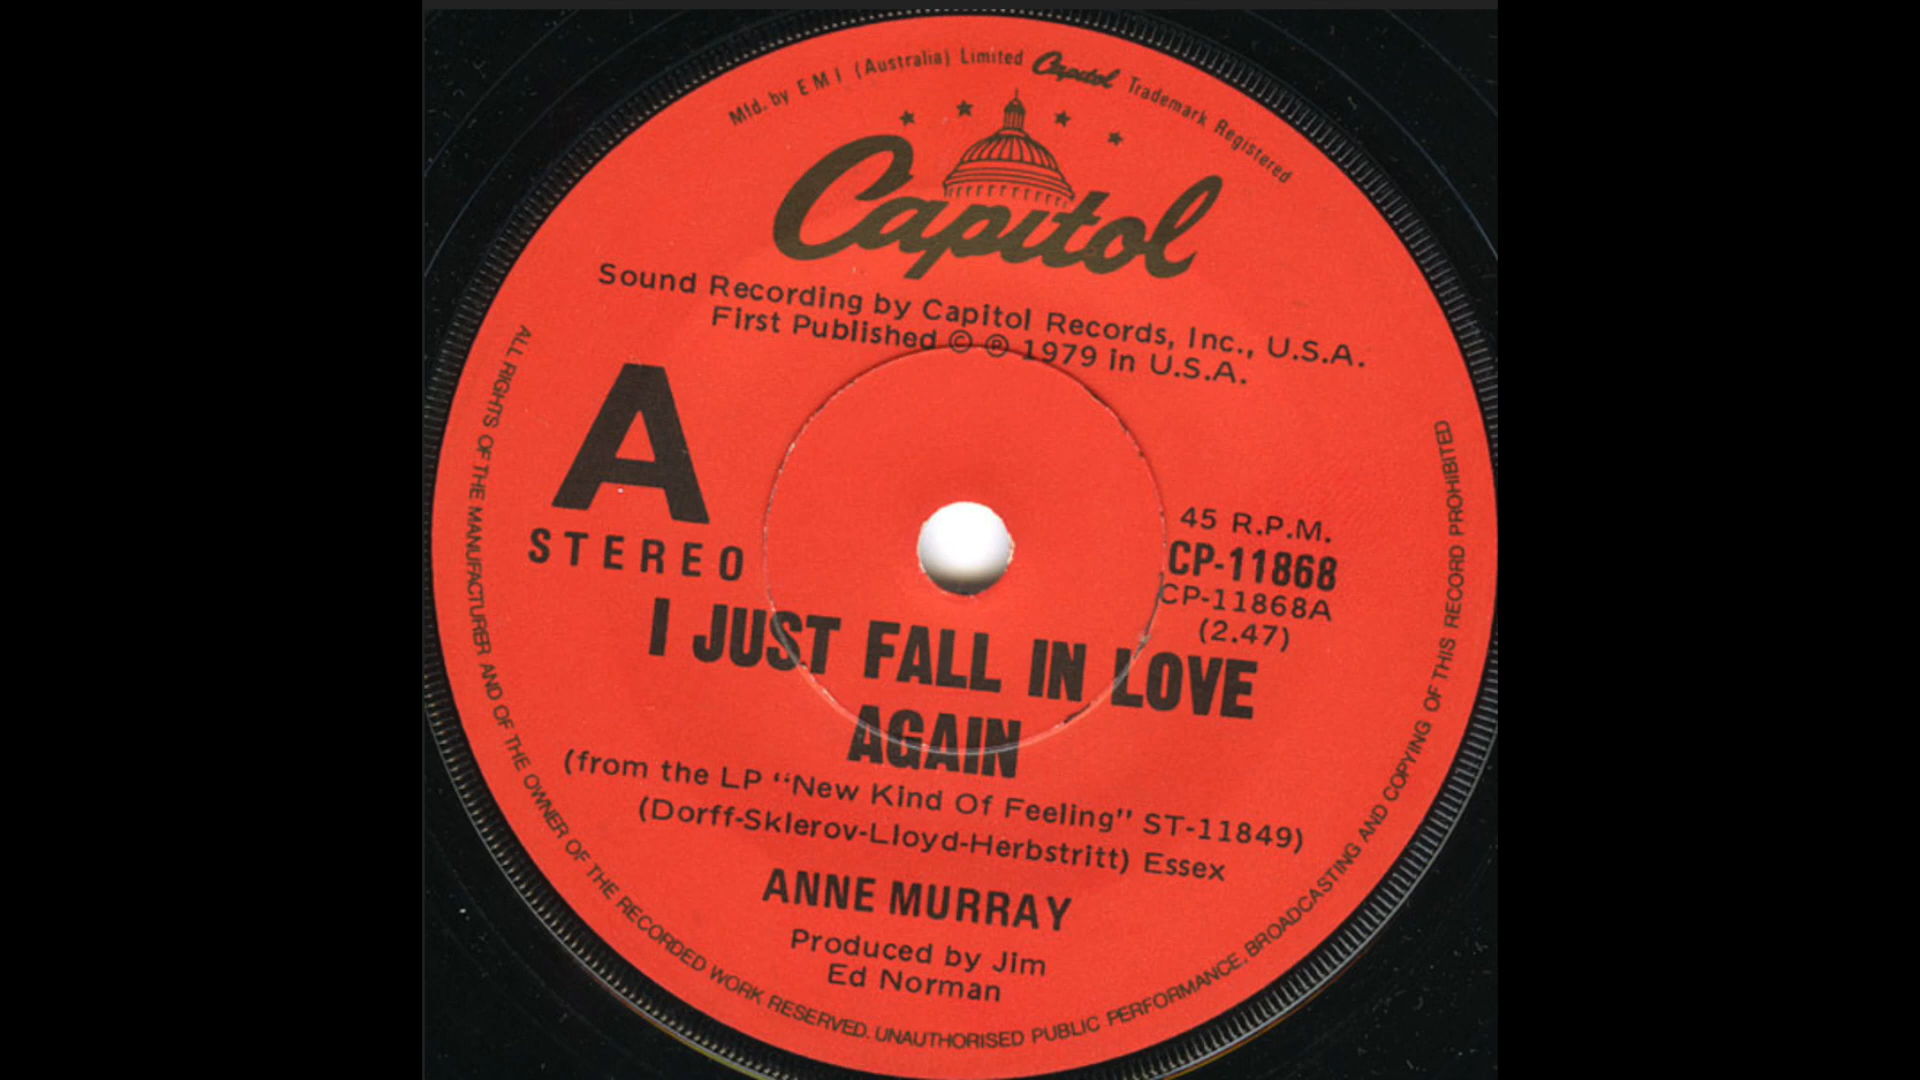 Mfd. by E M I (Australia) Limited Capitol Trademark Registered
Capitol
Sound Recording by Capitol Records, Inc., U.S.A.
First Published © ℗ 1979 in U.S.A.
A
STEREO
45 R.P.M.
CP-11868
CP-11868A
(2.47)
I JUST FALL IN LOVE
AGAIN
(from the LP "New Kind Of Feeling" ST-11849)
(Dorff-Sklerov-Lloyd-Herbstritt) Essex
ANNE MURRAY
Produced by Jim
Ed Norman
ALL RIGHTS OF THE MANUFACTURER AND OF THE OWNER OF THE RECORDED WORK RESERVED. UNAUTHORISED PUBLIC PERFORMANCE, BROADCASTING AND COPYING OF THIS RECORD PROHIBITED